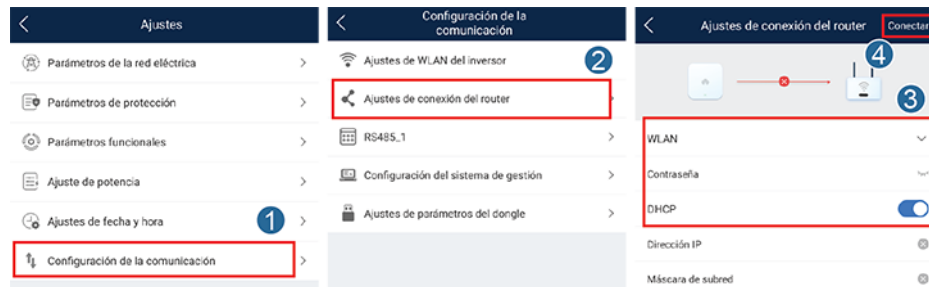 Ajustes
Parámetros de la red eléctrica
Parámetros de protección
Parámetros funcionales
Ajuste de potencia
Ajustes de fecha y hora
1
Configuración de la comunicación
Configuración de la
comunicación
Ajustes de WLAN del inversor
2
Ajustes de conexión del router
RS485_1
Configuración del sistema de gestión
Ajustes de parámetros del dongle
Ajustes de conexión del router
Conectar
4
3
WLAN
Contraseña
DHCP
Dirección IP
Máscara de subred